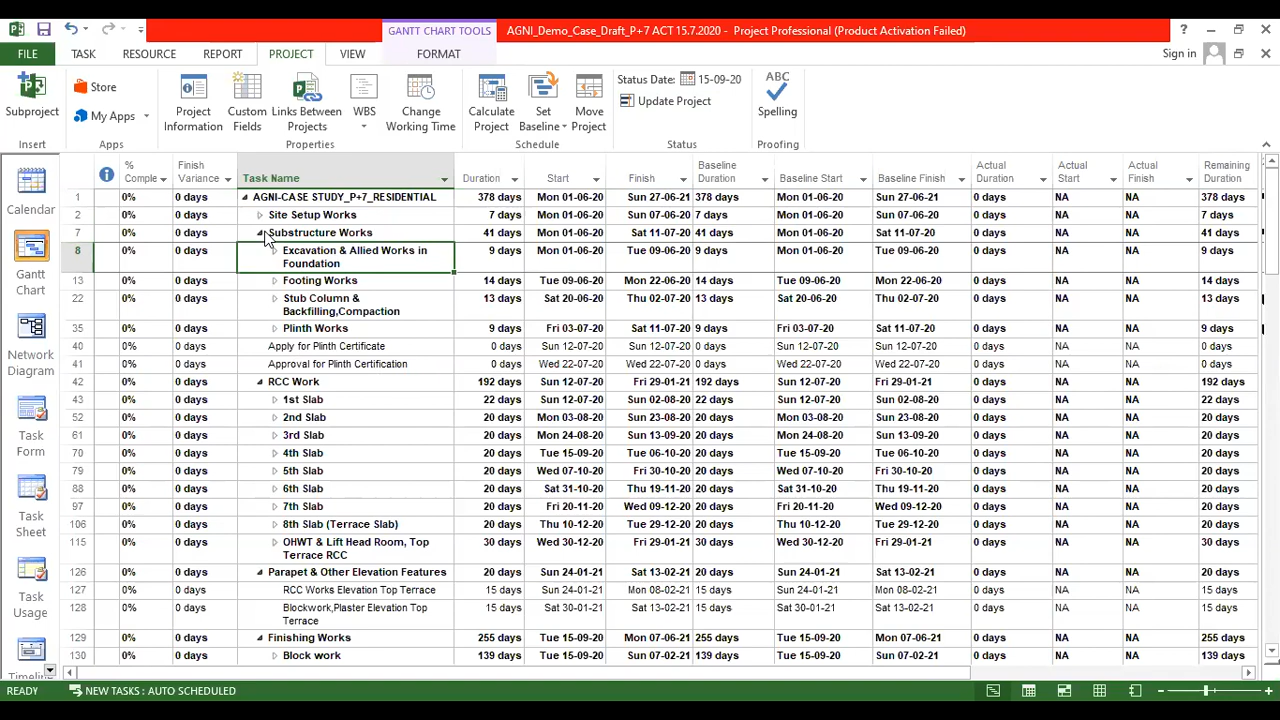 GANTT CHART TOOLS
AGNI_Demo_Case_Draft_P+7 ACT 15.7.2020 - Project Professional (Product Activation Failed)
FILE TASK RESOURCE REPORT PROJECT VIEW FORMAT Sign in
Subproject
Store
My Apps
Project Information
Custom Fields
Links Between Projects
WBS
Change Working Time
Calculate Project
Set Baseline
Move Project
Status Date: 15-09-20
Update Project
ABC
Spelling
Insert Apps Properties Schedule Status Proofing
Calendar
Gantt Chart
Network Diagram
Task Form
Task Sheet
Task Usage
Timeline
% Comple Finish Variance Task Name Duration Start Finish Baseline Duration Baseline Start Baseline Finish Actual Duration Actual Start Actual Finish Remaining Duration
1 0% 0 days AGNI-CASE STUDY_P+7_RESIDENTIAL 378 days Mon 01-06-20 Sun 27-06-21 378 days Mon 01-06-20 Sun 27-06-21 0 days NA NA 378 days
2 0% 0 days Site Setup Works 7 days Mon 01-06-20 Sun 07-06-20 7 days Mon 01-06-20 Sun 07-06-20 0 days NA NA 7 days
7 0% 0 days Substructure Works 41 days Mon 01-06-20 Sat 11-07-20 41 days Mon 01-06-20 Sat 11-07-20 0 days NA NA 41 days
8 0% 0 days Excavation & Allied Works in Foundation 9 days Mon 01-06-20 Tue 09-06-20 9 days Mon 01-06-20 Tue 09-06-20 0 days NA NA 9 days
13 0% 0 days Footing Works 14 days Tue 09-06-20 Mon 22-06-20 14 days Tue 09-06-20 Mon 22-06-20 0 days NA NA 14 days
22 0% 0 days Stub Column & Backfilling,Compaction 13 days Sat 20-06-20 Thu 02-07-20 13 days Sat 20-06-20 Thu 02-07-20 0 days NA NA 13 days
35 0% 0 days Plinth Works 9 days Fri 03-07-20 Sat 11-07-20 9 days Fri 03-07-20 Sat 11-07-20 0 days NA NA 9 days
40 0% 0 days Apply for Plinth Certificate 0 days Sun 12-07-20 Sun 12-07-20 0 days Sun 12-07-20 Sun 12-07-20 0 days NA NA 0 days
41 0% 0 days Approval for Plinth Certification 0 days Wed 22-07-20 Wed 22-07-20 0 days Wed 22-07-20 Wed 22-07-20 0 days NA NA 0 days
42 0% 0 days RCC Work 192 days Sun 12-07-20 Fri 29-01-21 192 days Sun 12-07-20 Fri 29-01-21 0 days NA NA 192 days
43 0% 0 days 1st Slab 22 days Sun 12-07-20 Sun 02-08-20 22 days Sun 12-07-20 Sun 02-08-20 0 days NA NA 22 days
52 0% 0 days 2nd Slab 20 days Mon 03-08-20 Sun 23-08-20 20 days Mon 03-08-20 Sun 23-08-20 0 days NA NA 20 days
61 0% 0 days 3rd Slab 20 days Mon 24-08-20 Sun 13-09-20 20 days Mon 24-08-20 Sun 13-09-20 0 days NA NA 20 days
70 0% 0 days 4th Slab 20 days Tue 15-09-20 Tue 06-10-20 20 days Tue 15-09-20 Tue 06-10-20 0 days NA NA 20 days
79 0% 0 days 5th Slab 20 days Wed 07-10-20 Fri 30-10-20 20 days Wed 07-10-20 Fri 30-10-20 0 days NA NA 20 days
88 0% 0 days 6th Slab 20 days Sat 31-10-20 Thu 19-11-20 20 days Sat 31-10-20 Thu 19-11-20 0 days NA NA 20 days
97 0% 0 days 7th Slab 20 days Fri 20-11-20 Wed 09-12-20 20 days Fri 20-11-20 Wed 09-12-20 0 days NA NA 20 days
106 0% 0 days 8th Slab (Terrace Slab) 20 days Thu 10-12-20 Tue 29-12-20 20 days Thu 10-12-20 Tue 29-12-20 0 days NA NA 20 days
115 0% 0 days OHWT & Lift Head Room, Top Terrace RCC 30 days Wed 30-12-20 Fri 29-01-21 30 days Wed 30-12-20 Fri 29-01-21 0 days NA NA 30 days
126 0% 0 days Parapet & Other Elevation Features 20 days Sun 24-01-21 Sat 13-02-21 20 days Sun 24-01-21 Sat 13-02-21 0 days NA NA 20 days
127 0% 0 days RCC Works Elevation Top Terrace 15 days Sun 24-01-21 Mon 08-02-21 15 days Sun 24-01-21 Mon 08-02-21 0 days NA NA 15 days
128 0% 0 days Blockwork,Plaster Elevation Top Terrace 15 days Sat 30-01-21 Sat 13-02-21 15 days Sat 30-01-21 Sat 13-02-21 0 days NA NA 15 days
129 0% 0 days Finishing Works 255 days Tue 15-09-20 Mon 07-06-21 255 days Tue 15-09-20 Mon 07-06-21 0 days NA NA 255 days
130 0% 0 days Block work 139 days Tue 15-09-20 Sun 07-02-21 139 days Tue 15-09-20 Sun 07-02-21 0 days NA NA 139 days
READY NEW TASKS : AUTO SCHEDULED